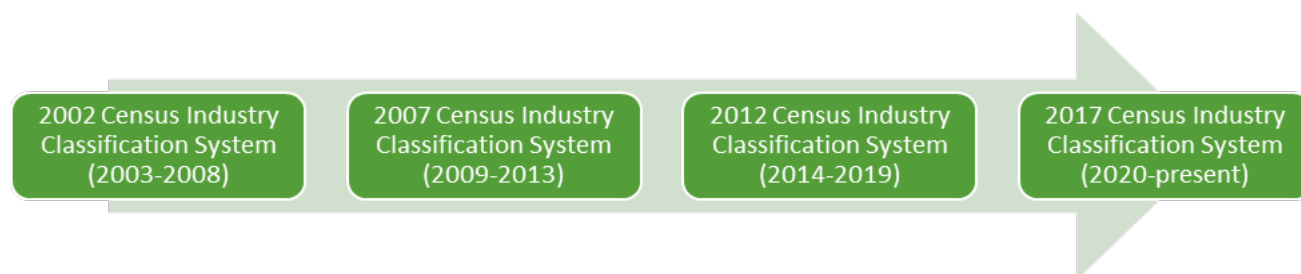 2002 Census Industry
Classification System
(2003-2008)
2007 Census Industry
Classification System
(2009-2013)
2012 Census Industry
Classification System
(2014-2019)
2017 Census Industry
Classification System
(2020-present)